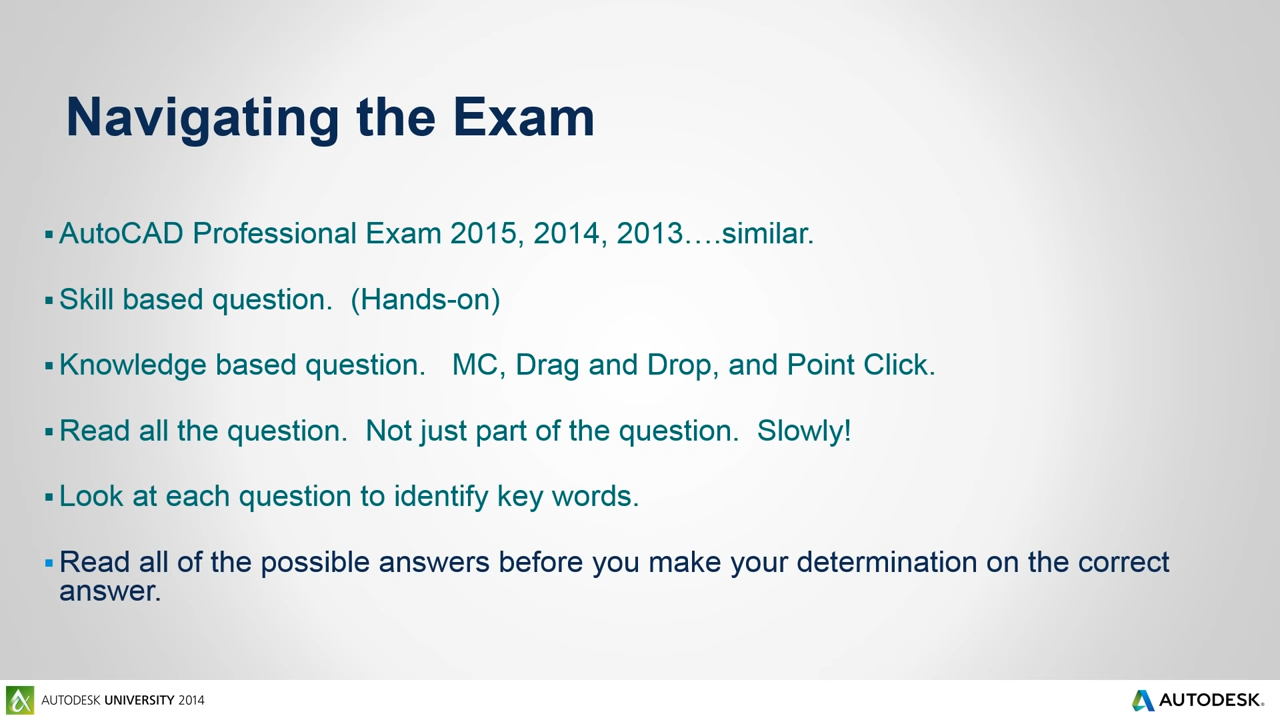 Navigating the Exam
▪ AutoCAD Professional Exam 2015, 2014, 2013….similar.
▪ Skill based question.  (Hands-on)
▪ Knowledge based question.   MC, Drag and Drop, and Point Click.
▪ Read all the question.  Not just part of the question.  Slowly!
▪ Look at each question to identify key words.
▪ Read all of the possible answers before you make your determination on the correct
answer.
AUTODESK UNIVERSITY 2014
AUTODESK®